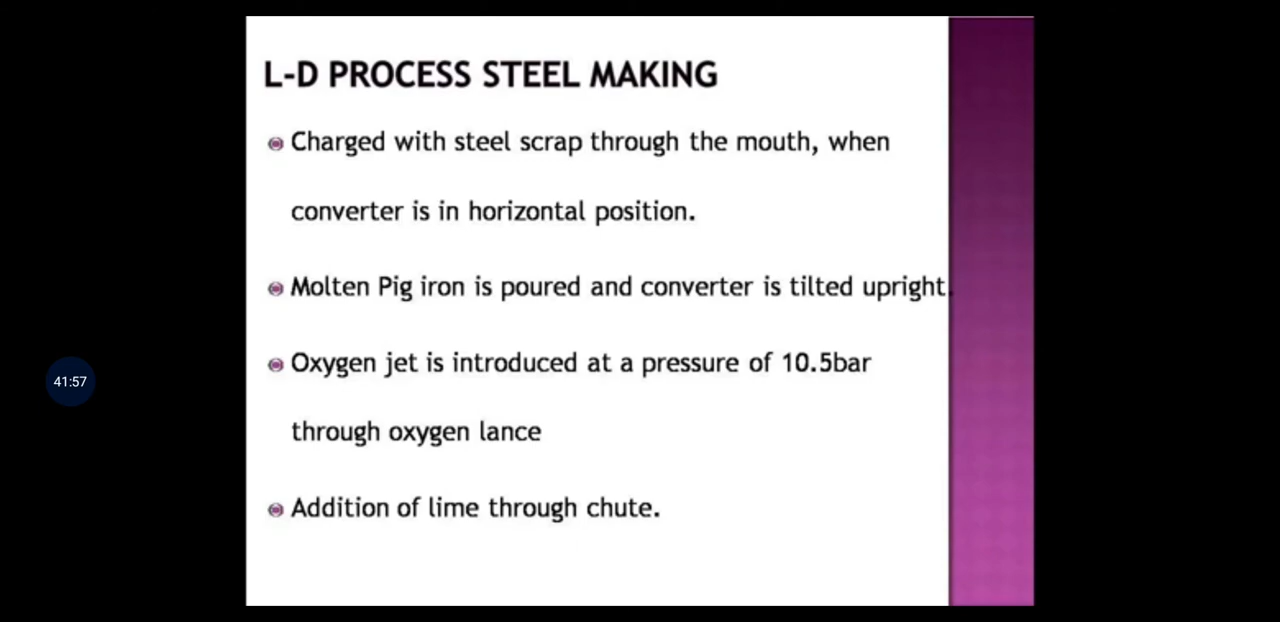 L-D PROCESS STEEL MAKING
Charged with steel scrap through the mouth, when
converter is in horizontal position.
Molten Pig iron is poured and converter is tilted upright.
Oxygen jet is introduced at a pressure of 10.5bar
41:57
through oxygen lance
Addition of lime through chute.